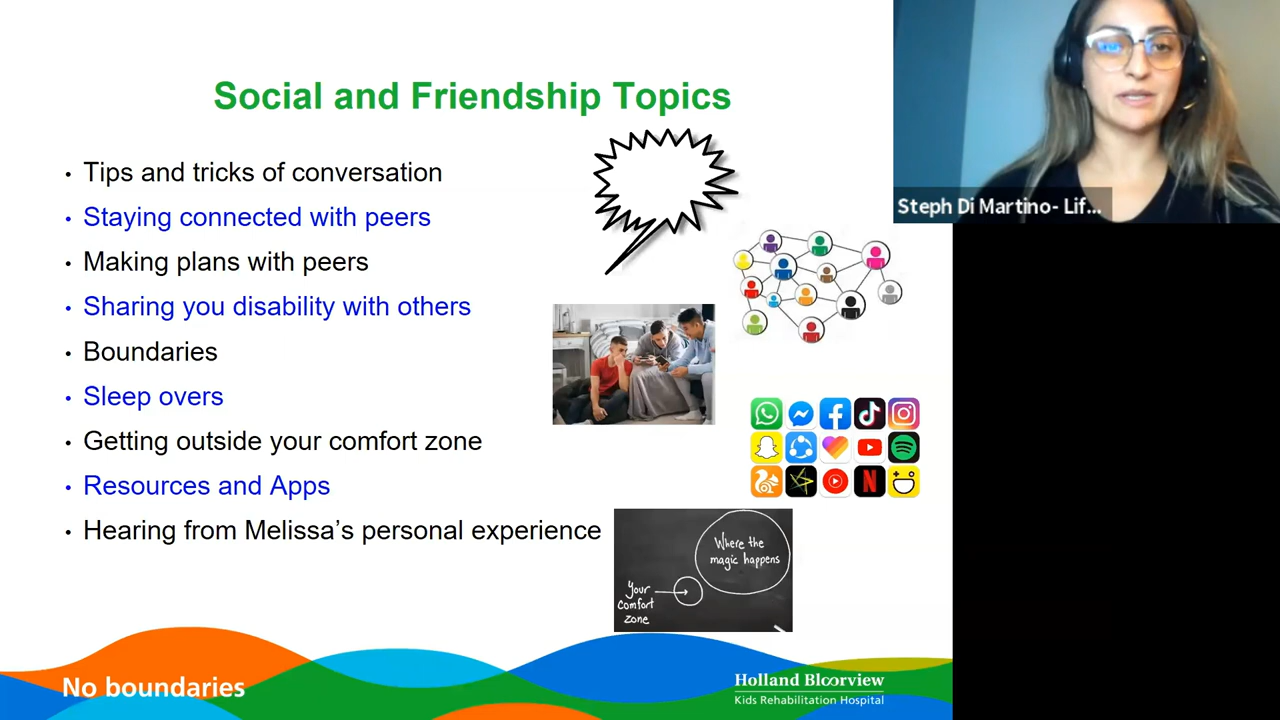 Social and Friendship Topics
• Tips and tricks of conversation
• Staying connected with peers
• Making plans with peers
• Sharing you disability with others
• Boundaries
• Sleep overs
• Getting outside your comfort zone
• Resources and Apps
• Hearing from Melissa’s personal experience
Where the
magic happens
Your
comfort
zone
No boundaries
Holland Bloorview
Kids Rehabilitation Hospital
Steph Di Martino- Lif...